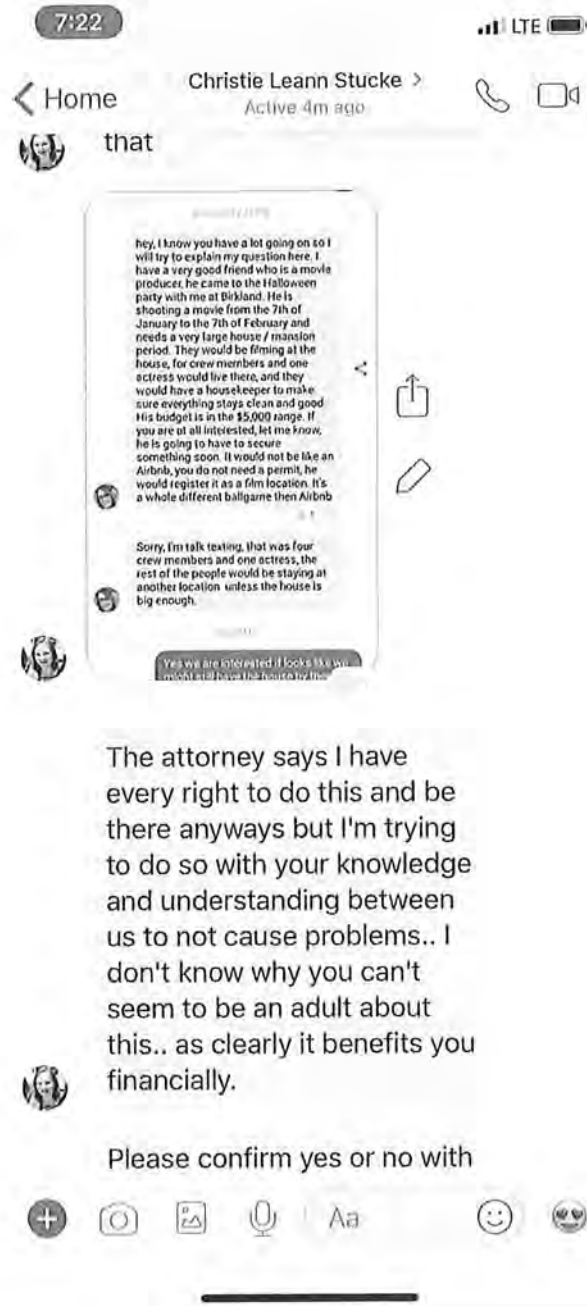 7:22
LTE
Home
Christie Leann Stucke >
Active 4m ago
that
hey, I know you have a lot going on so I
will try to explain my question here. I
have a very good friend who is a movie
producer, he came to the Halloween
party with me at Birkland. He is
shooting a movie from the 7th of
January to the 7th of February and
needs a very large house / mansion
period. They would be filming at the
house, for crew members and one
actress would live there, and they
would have a housekeeper to make
sure everything stays clean and good
His budget is in the $5,000 range. If
you are at all interested, let me know,
he is going to have to secure
something soon. It would not be like an
Airbnb, you do not need a permit, he
would register it as a film location. It's
a whole different ballgame then Airbnb
Sorry, I'm talk texting, that was four
crew members and one actress, the
rest of the people would be staying at
another location unless the house is
big enough.
Yes we are interested it looks like we
might still have the house by
The attorney says I have
every right to do this and be
there anyways but I'm trying
to do so with your knowledge
and understanding between
us to not cause problems.. I
don't know why you can't
seem to be an adult about
this.. as clearly it benefits you
financially.
Please confirm yes or no with
Aa